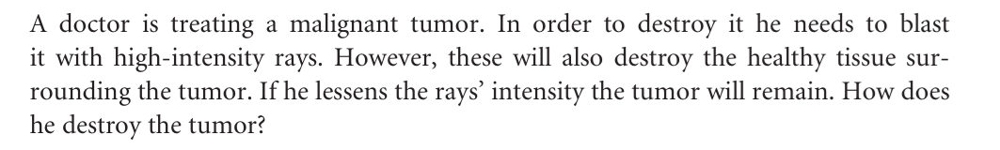 A doctor is treating a malignant tumor. In order to destroy it he needs to blast
it with high-intensity rays. However, these will also destroy the healthy tissue sur-
rounding the tumor. If he lessens the rays’ intensity the tumor will remain. How does
he destroy the tumor?